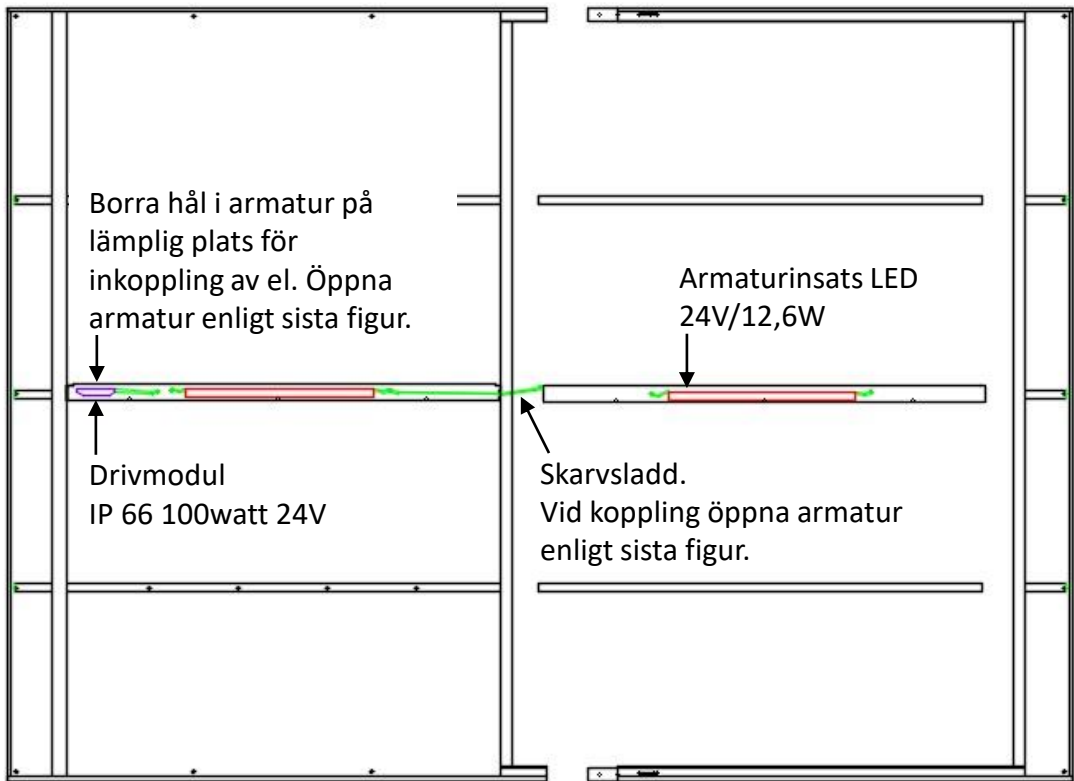 Borra hål i armatur på
lämplig plats för
inkoppling av el. Öppna
armatur enligt sista figur.
Armaturinsats LED
24V/12,6W
Drivmodul
IP 66 100watt 24V
Skarvsladd.
Vid koppling öppna armatur
enligt sista figur.